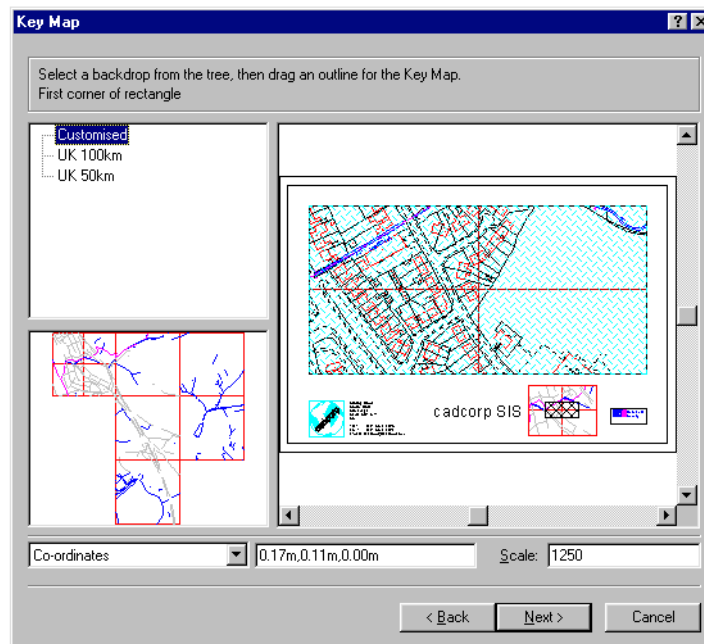 Key Map
Select a backdrop from the tree, then drag an outline for the Key Map.
First corner of rectangle
Customised
UK 100km
UK 50km
cadcorp SIS
Co-ordinates
0.17m,0.11m,0.00m
Scale:
1250
< Back
Next >
Cancel